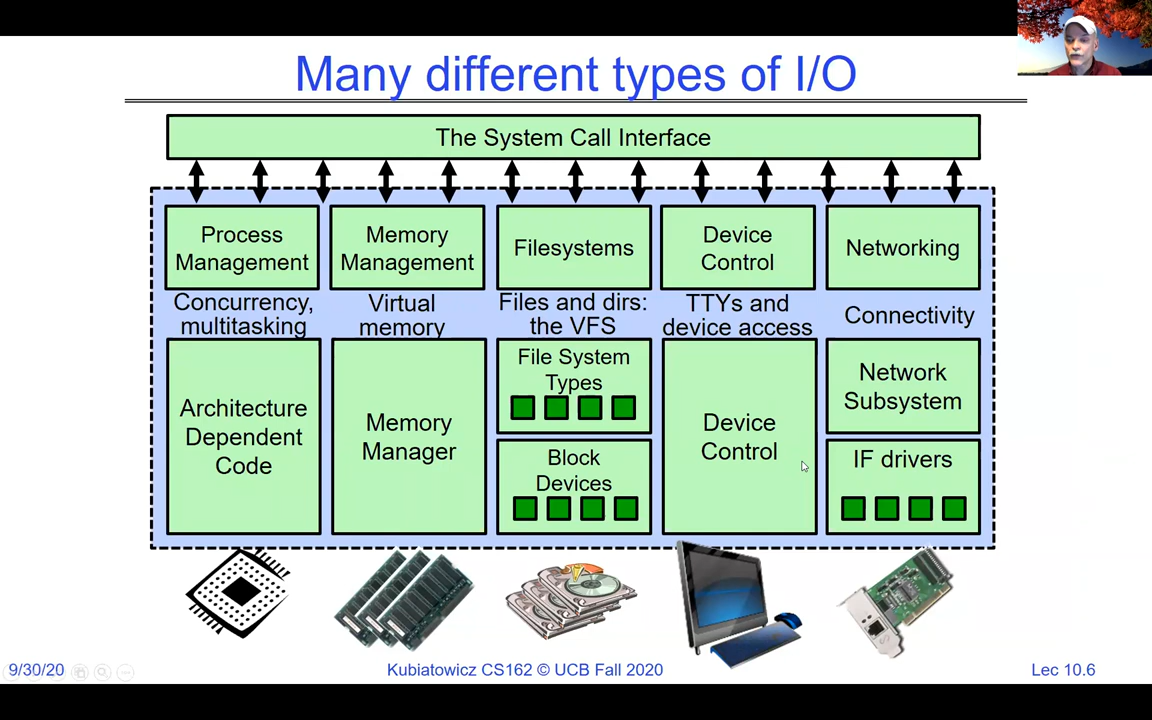 Many different types of I/O
The System Call Interface
Process
Management
Memory
Management
Filesystems
Device
Control
Networking
Concurrency,
multitasking
Virtual
memory
Files and dirs:
the VFS
TTYs and
device access
Connectivity
Architecture
Dependent
Code
Memory
Manager
File System
Types
Block
Devices
Device
Control
Network
Subsystem
IF drivers
9/30/20
Kubiatowicz CS162 © UCB Fall 2020
Lec 10.6